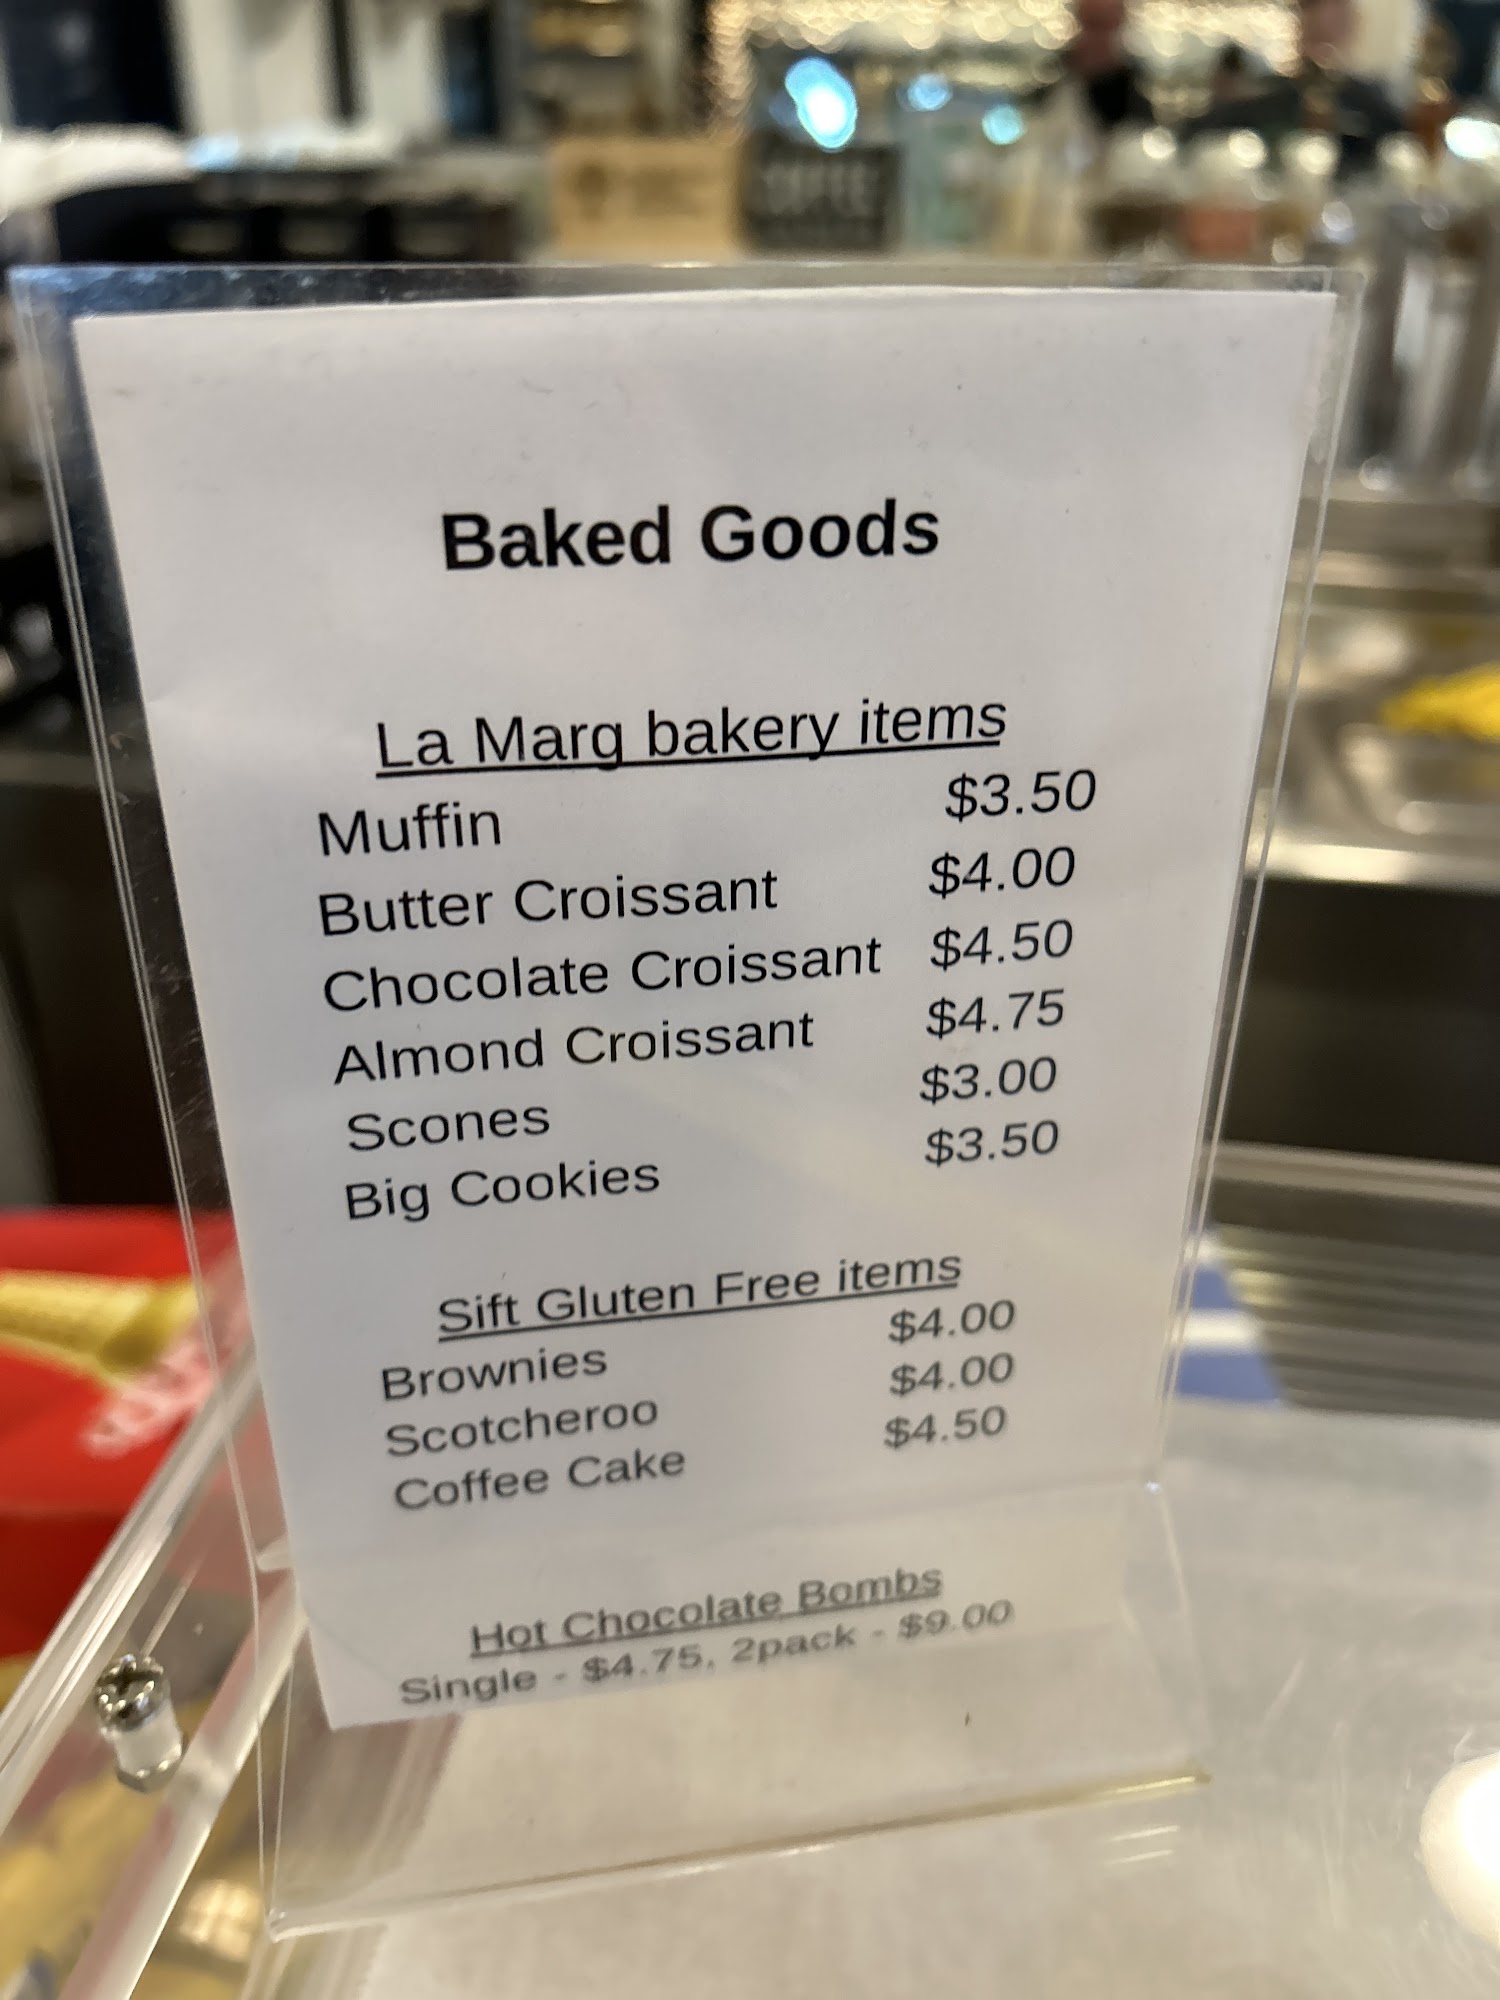 Baked Goods
La Marg bakery items
Muffin $3.50
Butter Croissant $4.00
Chocolate Croissant $4.50
Almond Croissant $4.75
Scones $3.00
Big Cookies $3.50
Sift Gluten Free items
Brownies $4.00
Scotcheroo $4.00
Coffee Cake $4.50
Hot Chocolate Bombs
Single - $4.75, 2pack - $9.00